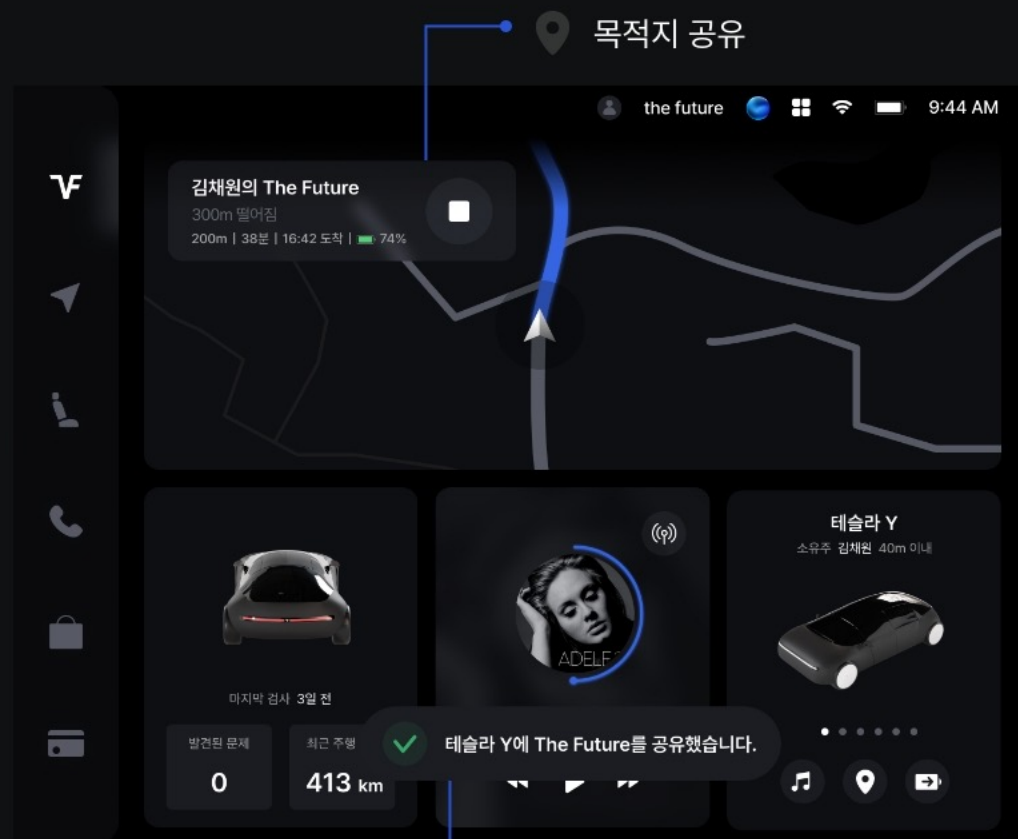 목적지 공유
the future 9:44 AM
VF
김채원의 The Future
300m 떨어짐
200m | 38분 | 16:42 도착 | 74%
테슬라 Y
소유주 김채원 40m 이내
ADELE
마지막 검사 3일 전
발견된 문제
0
최근 주행
413 km
테슬라 Y에 The Future를 공유했습니다.